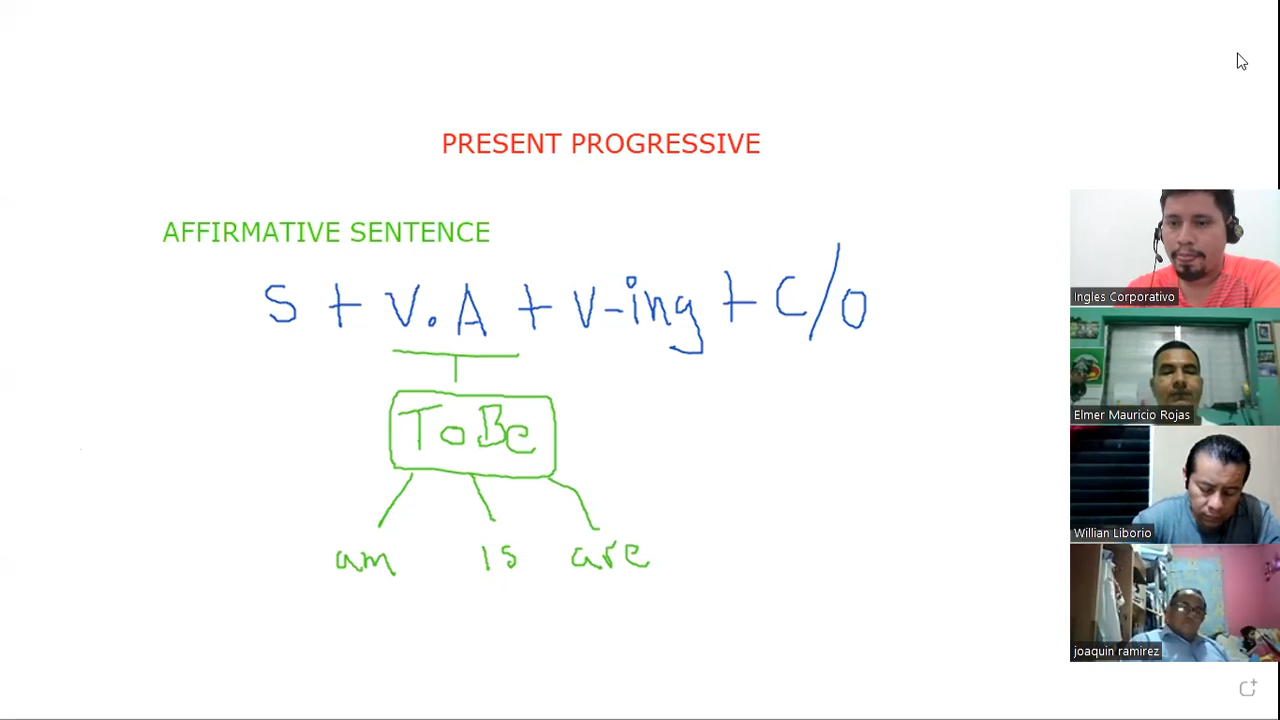 PRESENT PROGRESSIVE
AFFIRMATIVE SENTENCE
S + V.A + V-ing + C/O
To Be
am is are
Ingles Corporativo
Elmer Mauricio Rojas
Willian Liborio
joaquin ramirez